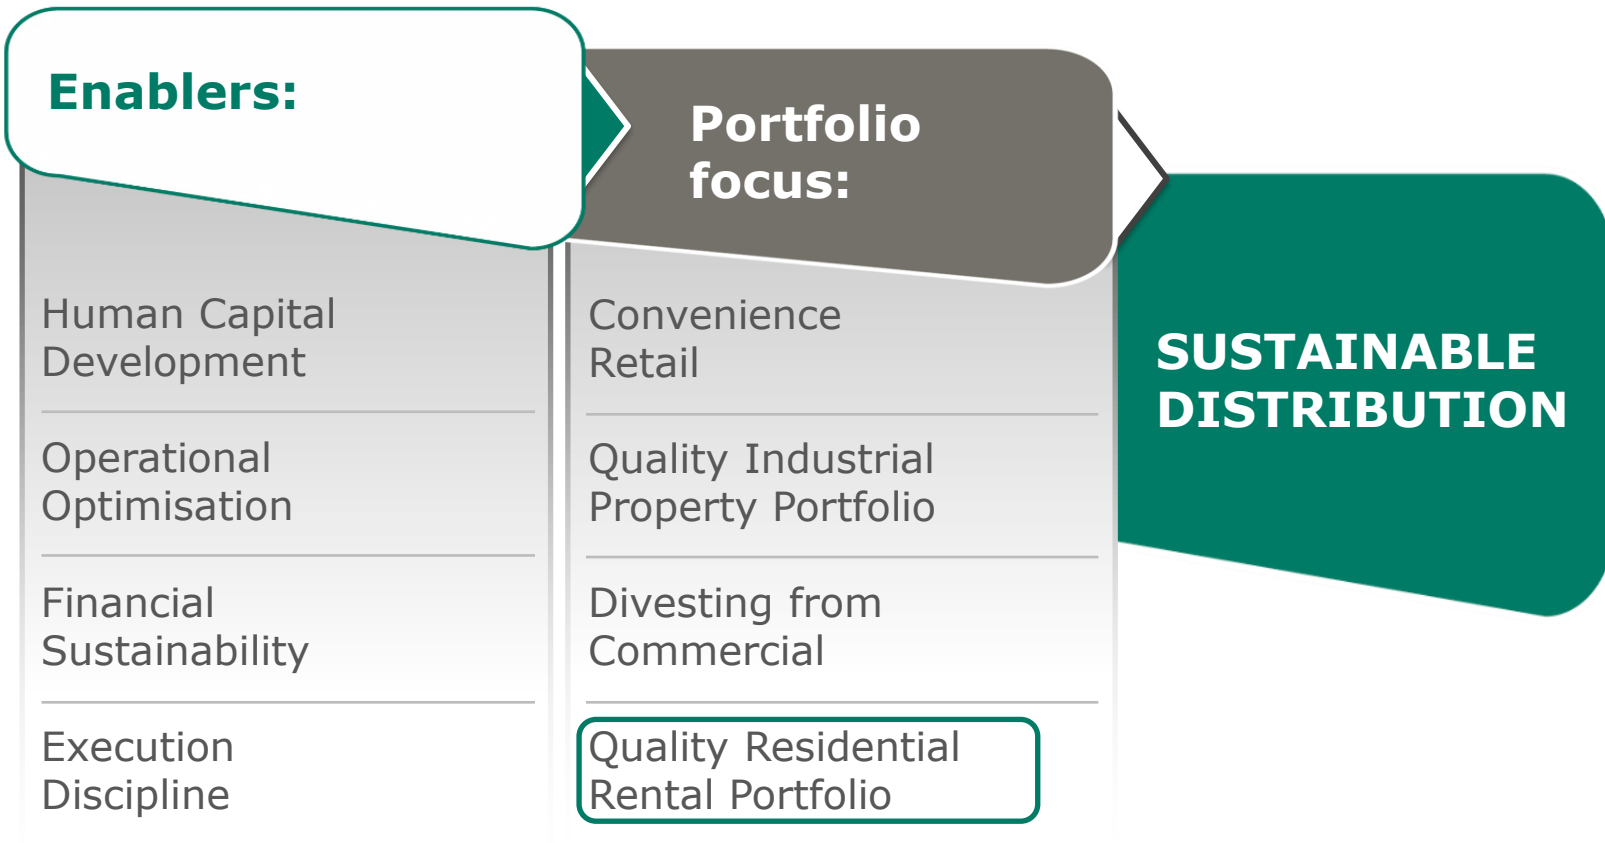 Enablers:
Human Capital
Development
Operational
Optimisation
Financial
Sustainability
Execution
Discipline
Portfolio
focus:
Convenience
Retail
Quality Industrial
Property Portfolio
Divesting from
Commercial
Quality Residential
Rental Portfolio
SUSTAINABLE
DISTRIBUTION